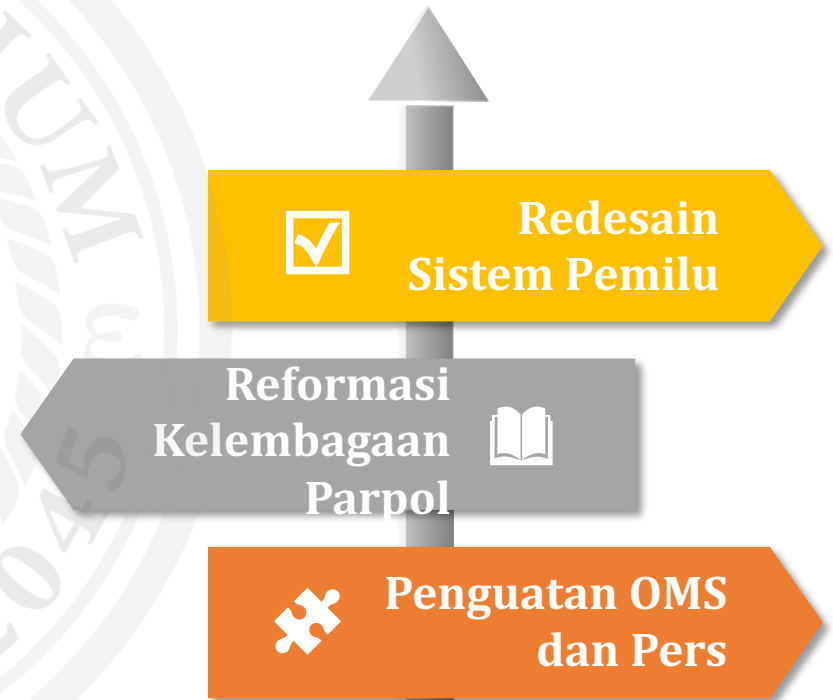 Redesain
Sistem Pemilu
Reformasi
Kelembagaan
Parpol
Penguatan OMS
dan Pers